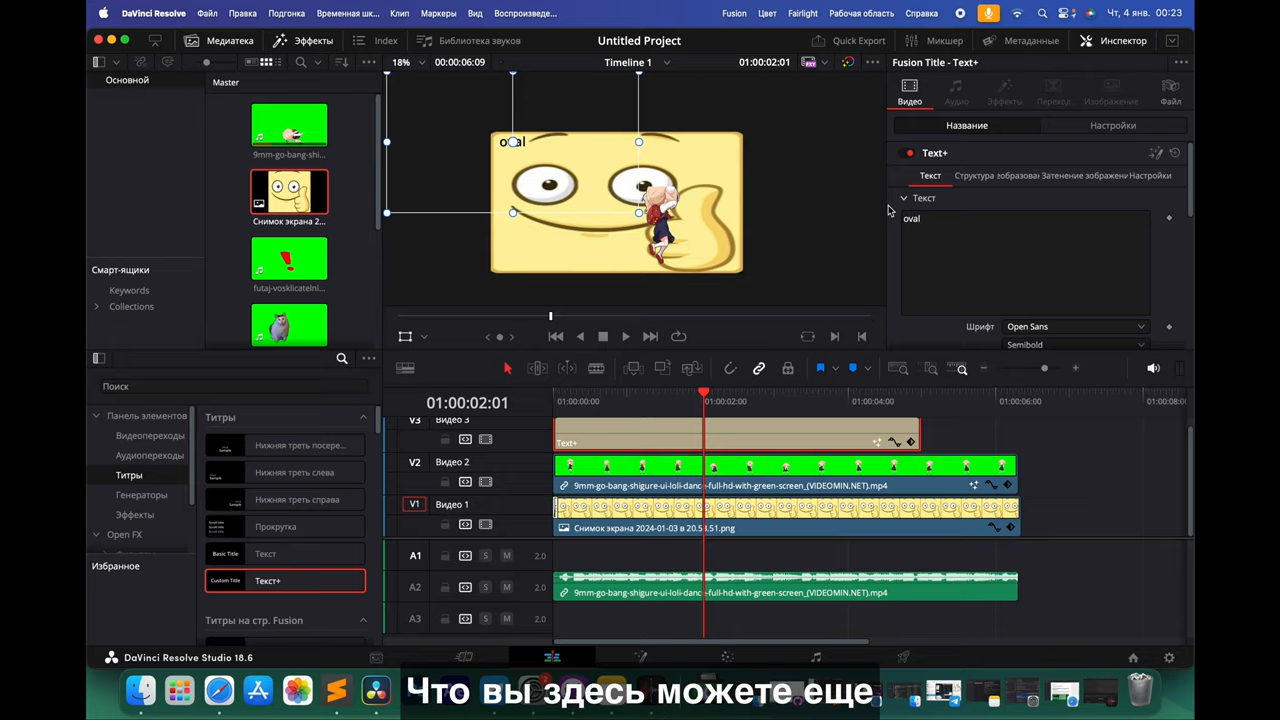 DaVinci Resolve Файл Правка Подгонка Временная шк... Клип Маркеры Вид Воспроизведе... Fusion Цвет Fairlight Рабочая область Справка Чт, 4 янв. 00:23
Медиатека Эффекты Index Библиотека звуков Untitled Project Quick Export Микшер Метаданные Инспектор
18% 00:00:06:09 Timeline 1 01:00:02:01 Fusion Title - Text+
Основной Master
Видео Аудио Эффекты Переход... Изображение Файл
Название Настройки
oval
9mm-go-bang-shi...
Text+
Текст Структура Затенение Настройки
Текст
oval
Снимок экрана 2...
Смарт-ящики
Keywords
Collections
futaj-vosklicatelni...
Шрифт Open Sans
Semibold
Поиск
01:00:02:01 01:00:00:00 01:00:02:00 01:00:04:00 01:00:06:00 01:00:08:0
Панель элементов
Видеопереходы
Аудиопереходы
Титры
Генераторы
Эффекты
Open FX
Избранное
Титры
Нижняя треть посере...
Нижняя треть слева
Нижняя треть справа
Прокрутка
Basic Title Текст
Custom Title Текст+
Титры на стр. Fusion
V3 Видео 3
Text+
V2 Видео 2
9mm-go-bang-shigure-ui-loli-dance-full-hd-with-green-screen_(VIDEOMIN.NET).mp4
V1 Видео 1
Снимок экрана 2024-01-03 в 20.58.51.png
A1 S M 2.0
A2 S M 2.0
9mm-go-bang-shigure-ui-loli-dance-full-hd-with-green-screen_(VIDEOMIN.NET).mp4
A3 S M 2.0
DaVinci Resolve Studio 18.6
Что вы здесь можете еще